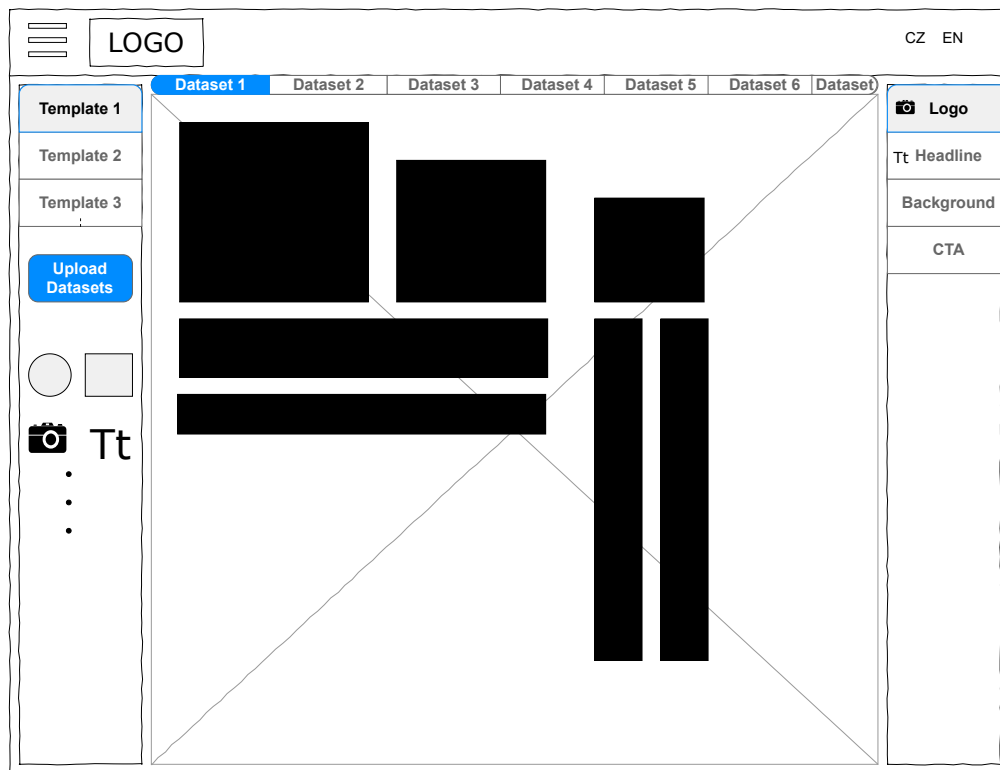 LOGO
CZ EN
Dataset 1 Dataset 2 Dataset 3 Dataset 4 Dataset 5 Dataset 6 Dataset
Template 1
Template 2
Template 3
Upload
Datasets
Tt
Logo
Tt Headline
Background
CTA